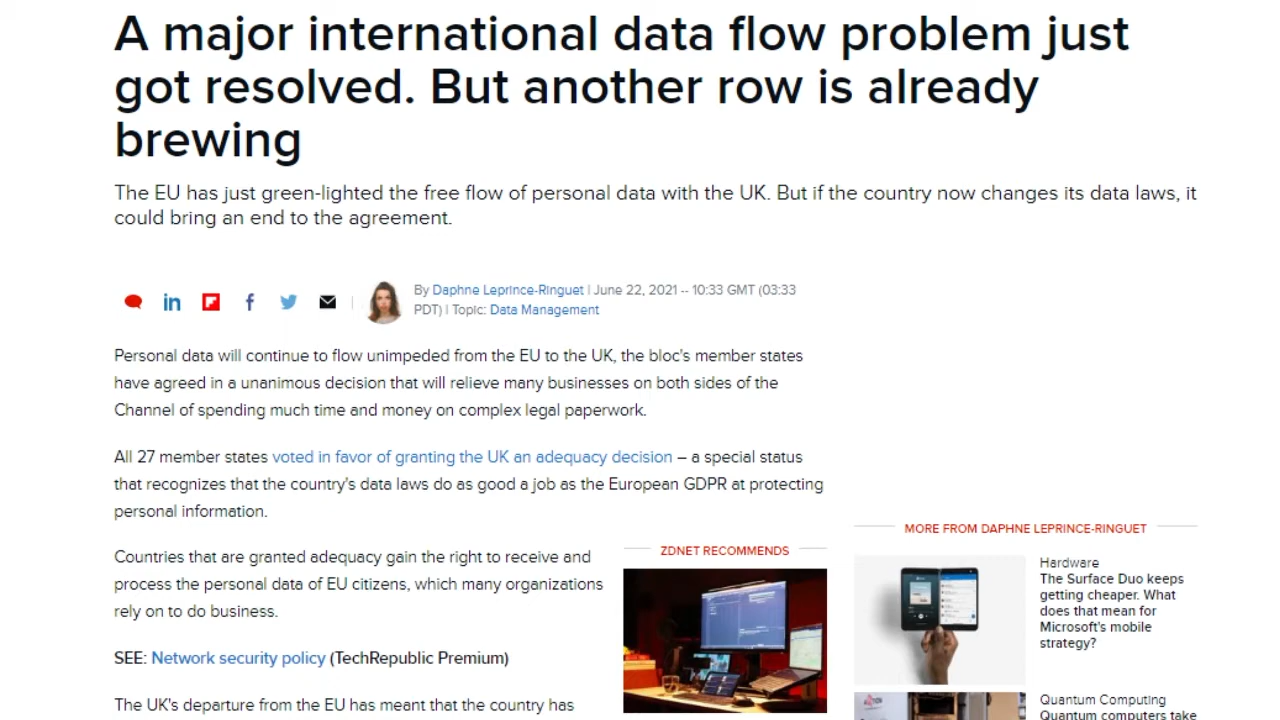 A major international data flow problem just
got resolved. But another row is already
brewing
The EU has just green-lighted the free flow of personal data with the UK. But if the country now changes its data laws, it
could bring an end to the agreement.
By Daphne Leprince-Ringuet | June 22, 2021 -- 10:33 GMT (03:33
PDT) | Topic: Data Management
Personal data will continue to flow unimpeded from the EU to the UK, the bloc's member states
have agreed in a unanimous decision that will relieve many businesses on both sides of the
Channel of spending much time and money on complex legal paperwork.
All 27 member states voted in favor of granting the UK an adequacy decision – a special status
that recognizes that the country's data laws do as good a job as the European GDPR at protecting
personal information.
Countries that are granted adequacy gain the right to receive and
process the personal data of EU citizens, which many organizations
rely on to do business.
SEE: Network security policy (TechRepublic Premium)
The UK's departure from the EU has meant that the country has
ZDNET RECOMMENDS
MORE FROM DAPHNE LEPRINCE-RINGUET
Hardware
The Surface Duo keeps
getting cheaper. What
does that mean for
Microsoft's mobile
strategy?
Quantum Computing
Quantum computers take